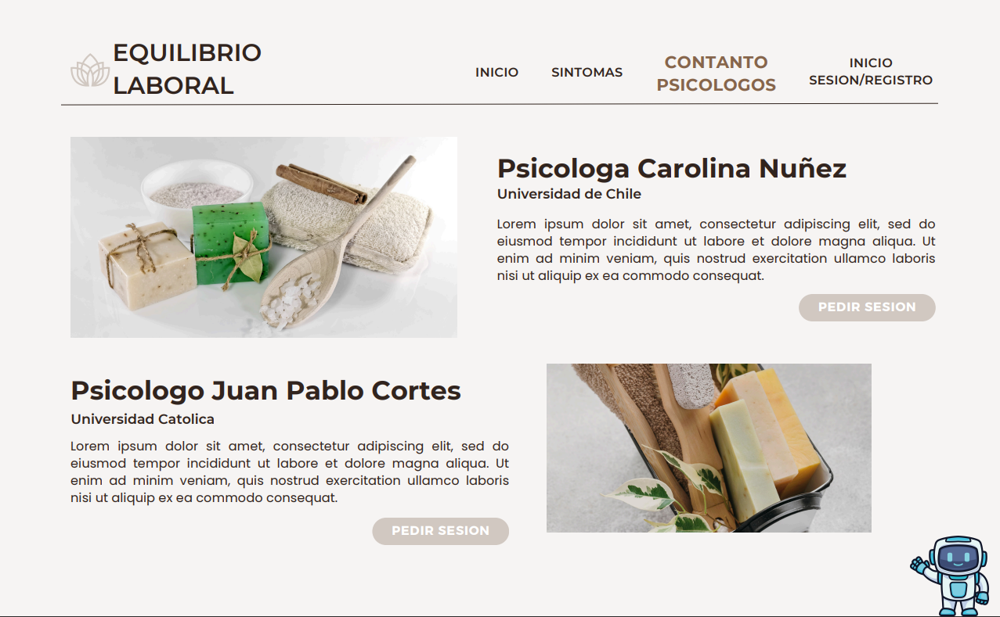 EQUILIBRIO
LABORAL
INICIO
SINTOMAS
CONTANTO
PSICOLOGOS
INICIO
SESION/REGISTRO
Psicologa Carolina Nuñez
Universidad de Chile
Lorem ipsum dolor sit amet, consectetur adipiscing elit, sed do
eiusmod tempor incididunt ut labore et dolore magna aliqua. Ut
enim ad minim veniam, quis nostrud exercitation ullamco laboris
nisi ut aliquip ex ea commodo consequat.
PEDIR SESION
Psicologo Juan Pablo Cortes
Universidad Catolica
Lorem ipsum dolor sit amet, consectetur adipiscing elit, sed do
eiusmod tempor incididunt ut labore et dolore magna aliqua. Ut
enim ad minim veniam, quis nostrud exercitation ullamco laboris
nisi ut aliquip ex ea commodo consequat.
PEDIR SESION